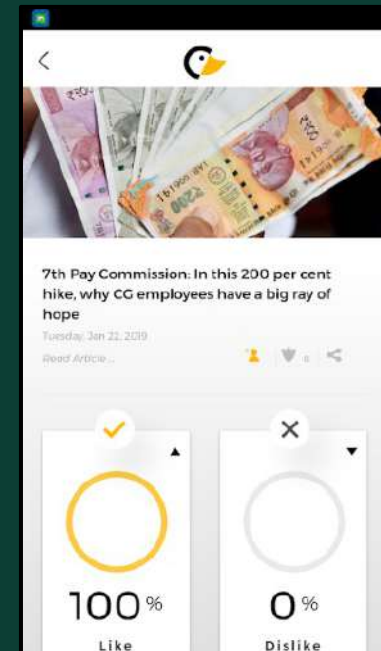 7th Pay Commission: In this 200 per cent
hike, why CG employees have a big ray of
hope
Tuesday, Jan 22, 2019
Read Article...
100%
Like
0%
Dislike